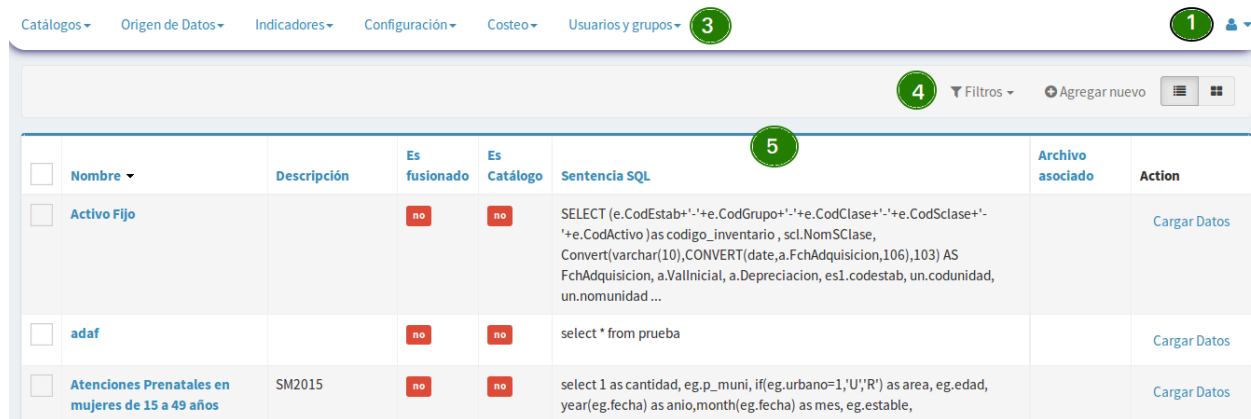 Catálogos Origen de Datos Indicadores Configuración Costeo Usuarios y grupos 3 1
4 Filtros Agregar nuevo
5
Nombre Descripción Es fusionado Es Catálogo Sentencia SQL Archivo asociado Action
Activo Fijo no no SELECT (e.CodEstab+'-'+e.CodGrupo+'-'+e.CodClase+'-'+e.CodSclase+'-
'+e.CodActivo )as codigo_inventario , scl.NomSClase,
Convert(varchar(10),CONVERT(date,a.FchAdquisicion,106),103) AS
FchAdquisicion, a.ValInicial, a.Depreciacion, es1.codestab, un.codunidad,
un.nomunidad ...
Cargar Datos
adaf no no select * from prueba Cargar Datos
Atenciones Prenatales en
mujeres de 15 a 49 años
SM2015 no no select 1 as cantidad, eg.p_muni, if(eg.urbano=1,'U','R') as area, eg.edad,
year(eg.fecha) as anio,month(eg.fecha) as mes, eg.estable,
Cargar Datos